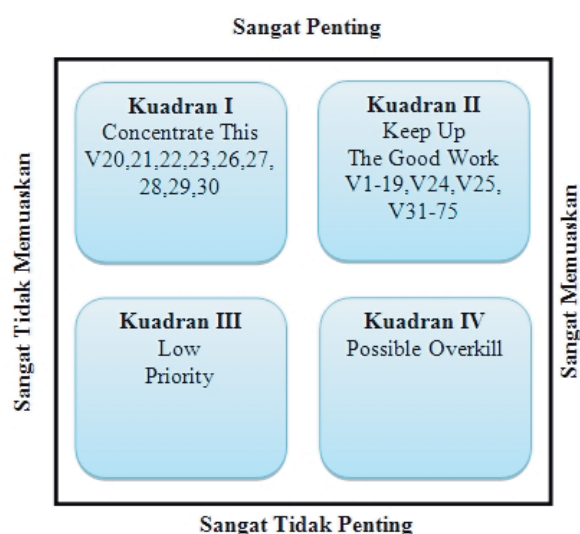 Sangat Penting
Sangat Tidak Memuaskan
Kuadran I
Concentrate This
V20,21,22,23,26,27,
28,29,30
Kuadran II
Keep Up
The Good Work
V1-19,V24,V25,
V31-75
Sangat Memuaskan
Kuadran III
Low
Priority
Kuadran IV
Possible Overkill
Sangat Tidak Penting